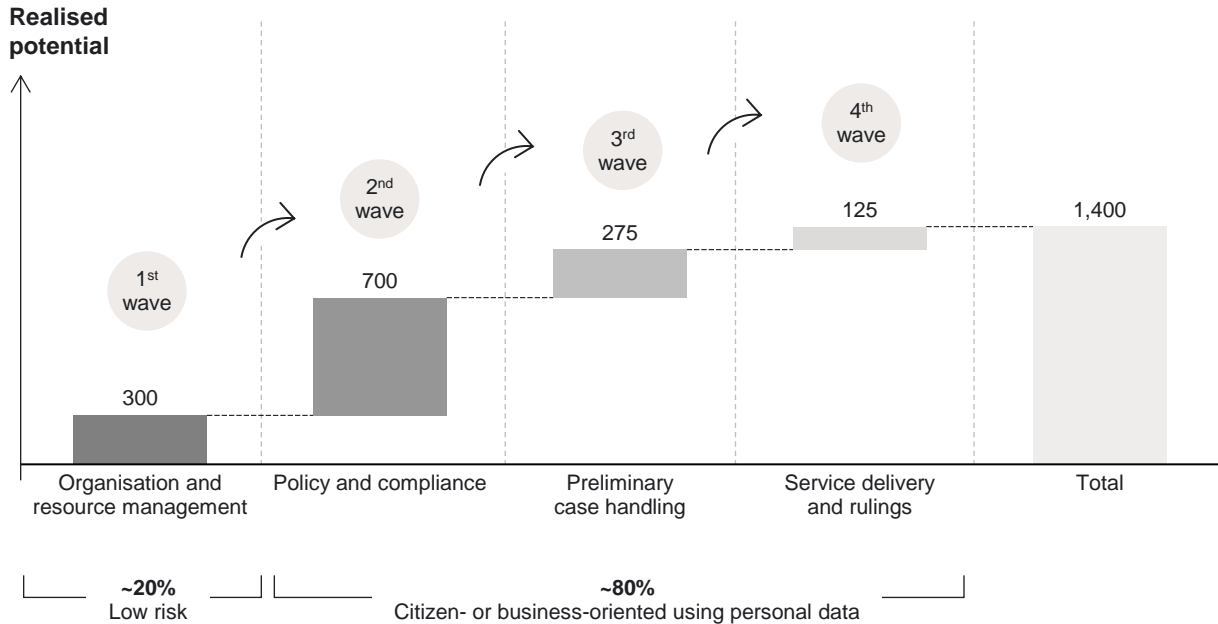 Realised
potential
1st
wave
2nd
wave
3rd
wave
4th
wave
300
700
275
125
1,400
Organisation and
resource management
Policy and compliance
Preliminary
case handling
Service delivery
and rulings
Total
~20%
Low risk
~80%
Citizen- or business-oriented using personal data